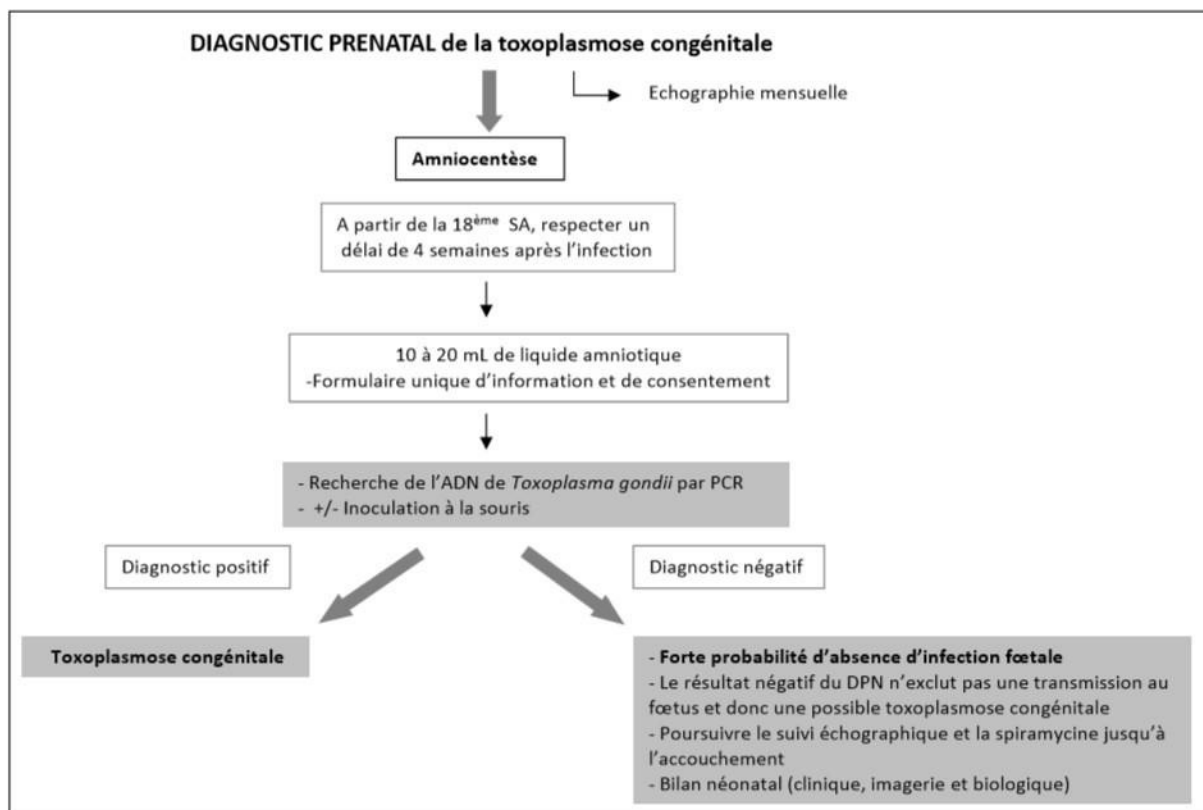 DIAGNOSTIC PRENATAL de la toxoplasmose congénitale
Echographie mensuelle
Amniocentèse
A partir de la 18ème SA, respecter un
délai de 4 semaines après l'infection
10 à 20 mL de liquide amniotique
-Formulaire unique d'information et de consentement
- Recherche de l'ADN de Toxoplasma gondii par PCR
- +/- Inoculation à la souris
Diagnostic positif
Diagnostic négatif
Toxoplasmose congénitale
- Forte probabilité d'absence d'infection fœtale
- Le résultat négatif du DPN n'exclut pas une transmission au
fœtus et donc une possible toxoplasmose congénitale
- Poursuivre le suivi échographique et la spiramycine jusqu'à
l'accouchement
- Bilan néonatal (clinique, imagerie et biologique)